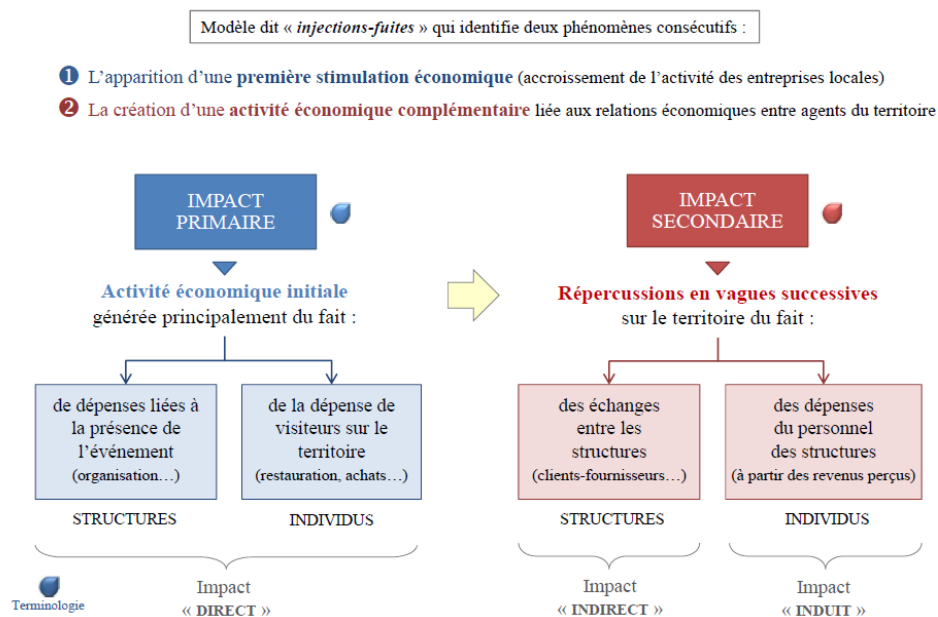 Modèle dit « injections-fuites » qui identifie deux phénomènes consécutifs :
❶ L’apparition d’une première stimulation économique (accroissement de l’activité des entreprises locales)
❷ La création d’une activité économique complémentaire liée aux relations économiques entre agents du territoire
IMPACT
PRIMAIRE
Activité économique initiale
générée principalement du fait :
de dépenses liées à
la présence de
l’événement
(organisation…)
STRUCTURES
de la dépense de
visiteurs sur le
territoire
(restauration, achats…)
INDIVIDUS
Impact
« DIRECT »
IMPACT
SECONDAIRE
Répercussions en vagues successives
sur le territoire du fait :
des échanges
entre les
structures
(clients-fournisseurs…)
STRUCTURES
Impact
« INDIRECT »
des dépenses
du personnel
des structures
(à partir des revenus perçus)
INDIVIDUS
Impact
« INDUIT »
Terminologie